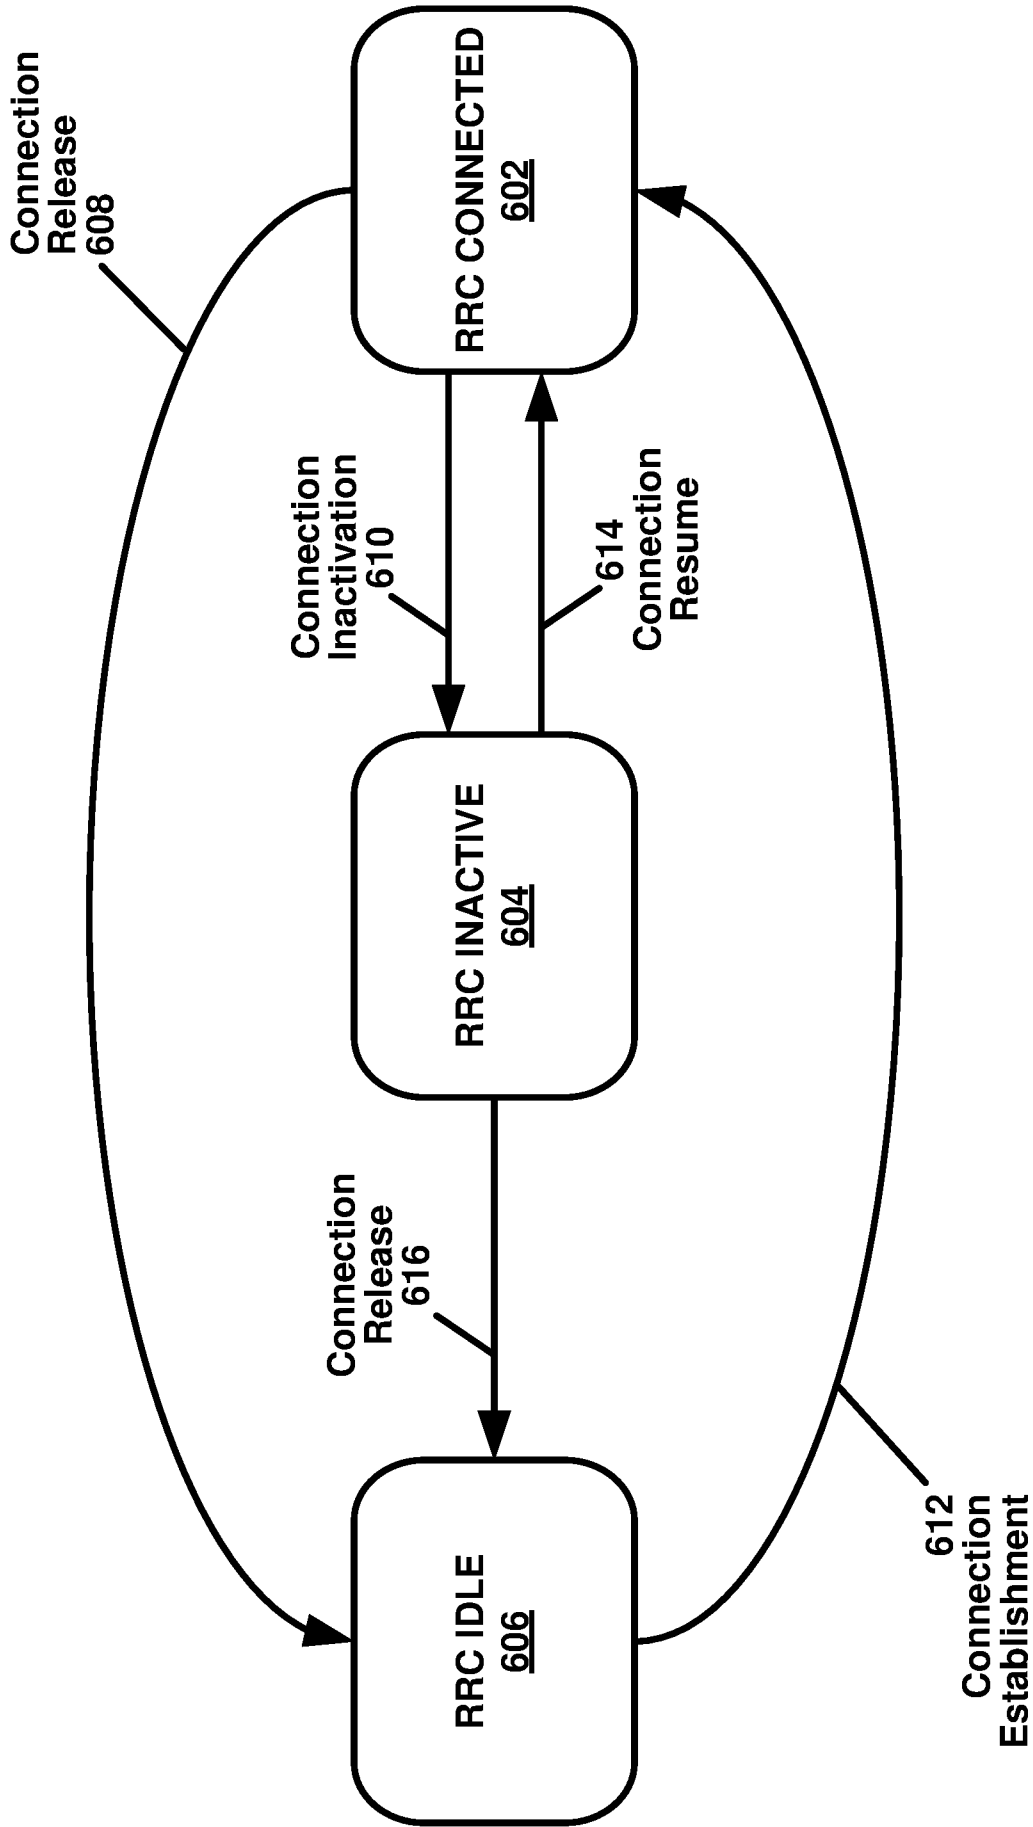 RRC IDLE
606
Connection
Release
616
RRC INACTIVE
604
Connection
Inactivation
610
614
Connection
Resume
RRC CONNECTED
602
Connection
Release
608
612
Connection
Establishment